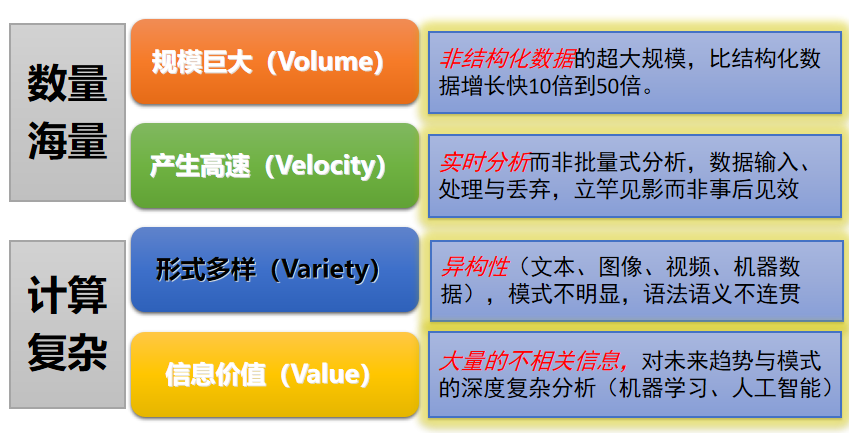 数量
海量
规模巨大（Volume）
非结构化数据的超大规模，比结构化数
据增长快10倍到50倍。
产生高速（Velocity）
实时分析而非批量式分析，数据输入、
处理与丢弃，立竿见影而非事后见效
计算
复杂
形式多样（Variety）
异构性（文本、图像、视频、机器数
据），模式不明显，语法语义不连贯
信息价值（Value）
大量的不相关信息，对未来趋势与模式
的深度复杂分析（机器学习、人工智能）